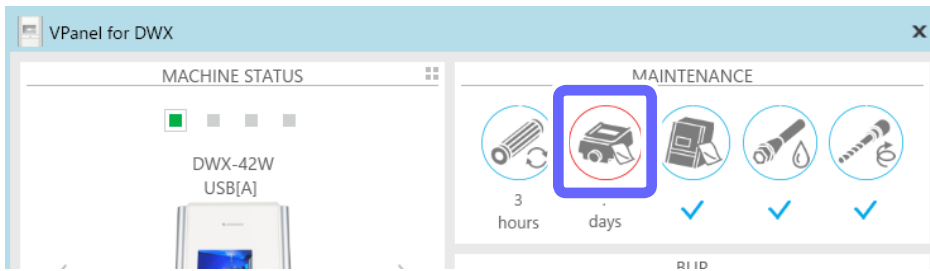 VPanel for DWX
MACHINE STATUS
DWX-42W
USB[A]
MAINTENANCE
3
hours
days